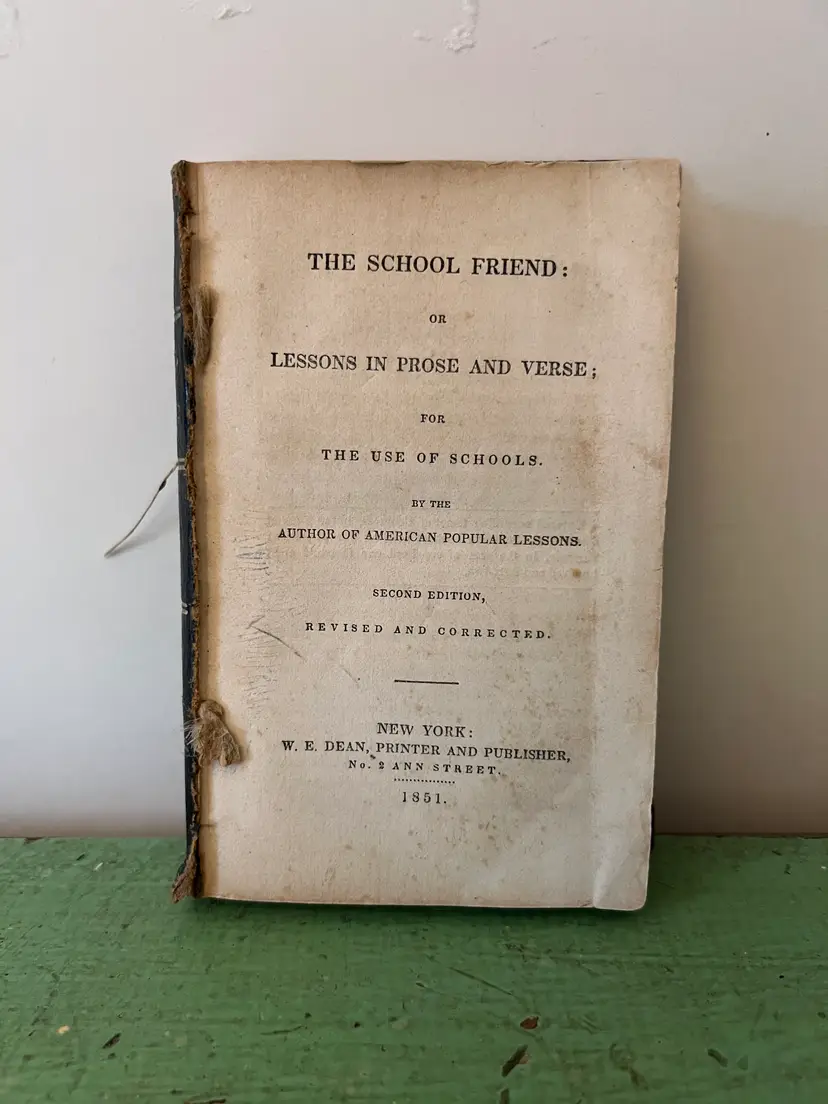 THE SCHOOL FRIEND:
OR
LESSONS IN PROSE AND VERSE;
FOR
THE USE OF SCHOOLS.
BY THE
AUTHOR OF AMERICAN POPULAR LESSONS.
SECOND EDITION,
REVISED AND CORRECTED.
NEW YORK:
W. E. DEAN, PRINTER AND PUBLISHER,
No. 2 ANN STREET.
1851.